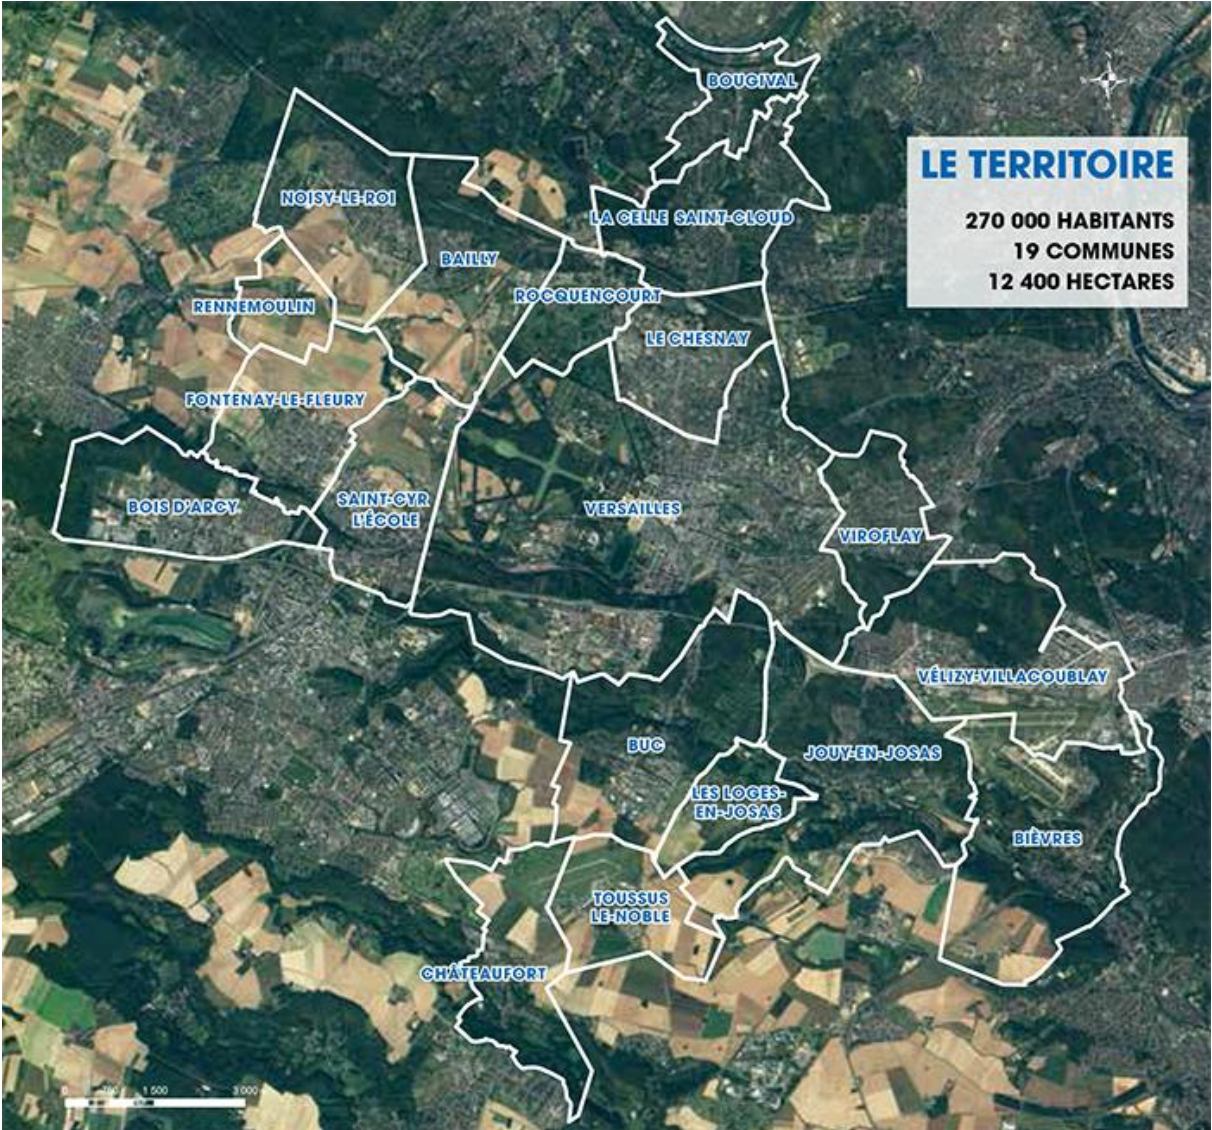 BOUGIVAL
LE TERRITOIRE
270 000 HABITANTS
19 COMMUNES
12 400 HECTARES
NOISY-LE-ROI
LA CELLE SAINT-CLOUD
BAILLY
ROCQUENCOURT
RENNEMOULIN
LE CHESNAY
FONTENAY-LE-FLEURY
BOIS D'ARCY
SAINT-CYR
L'ÉCOLE
VERSAILLES
VIROFLAY
VÉLIZY-VILLACOUBLAY
BUC
JOUY-EN-JOSAS
LES LOGES-
EN-JOSAS
BIÈVRES
TOUSSUS
LE-NOBLE
CHÂTEAUFORT
0 750 1 500 3 000